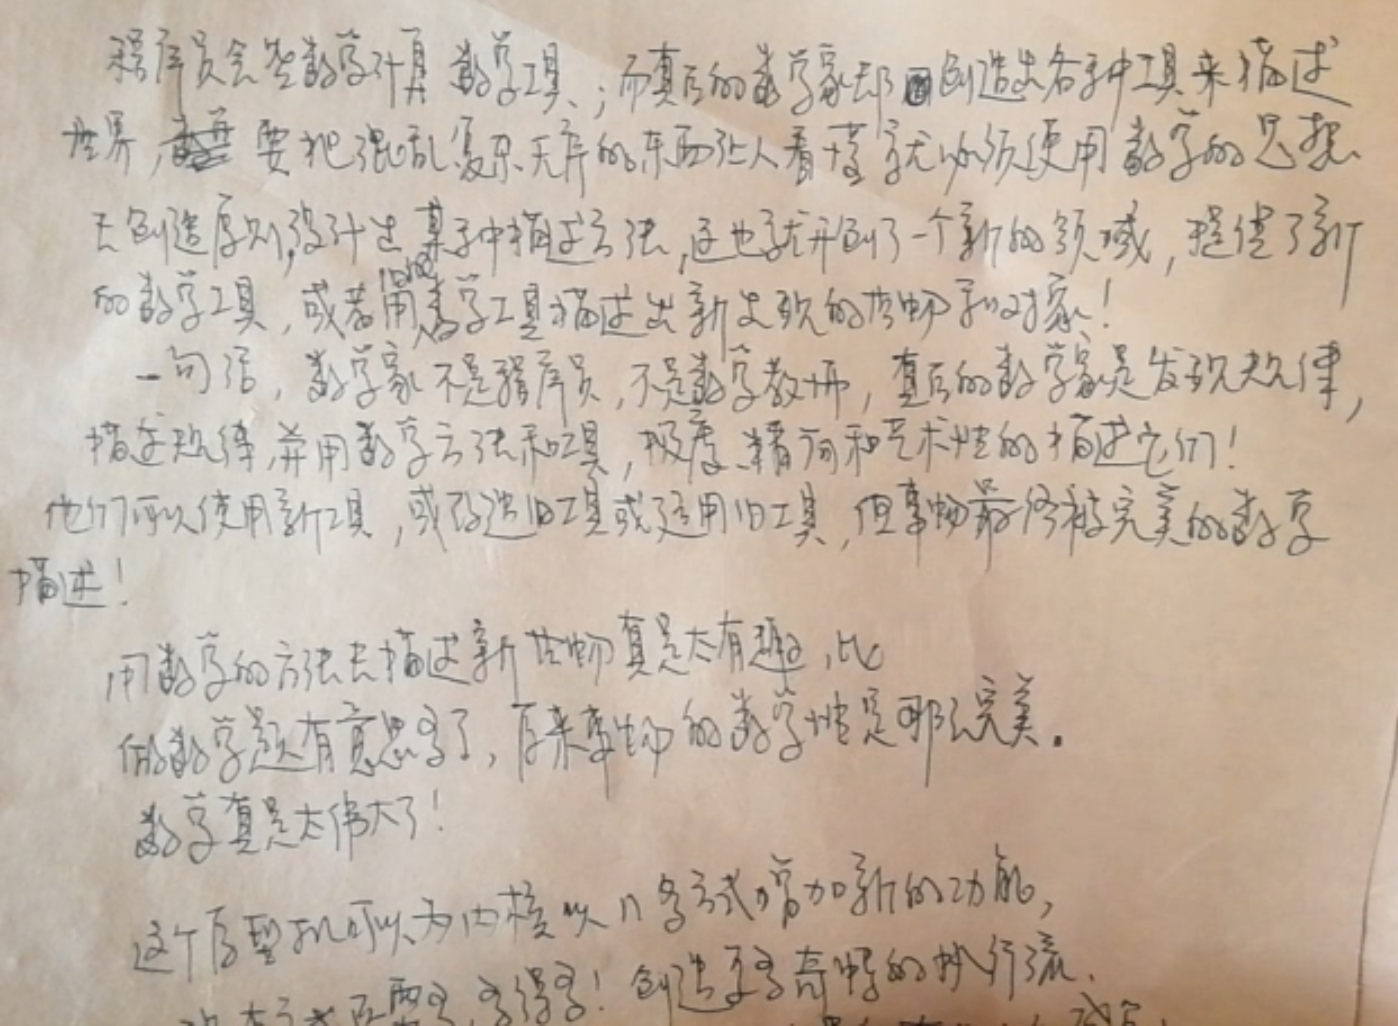 程序员会些数学计算 数学工具；而真正的数学家却创造出各种工具来描述
世界，要把混乱复杂无序的东西让人看懂就必须使用数学的思想
去创造原则，设计出某种描述方法，这也就开创了一个新的领域，提供了新
的数学工具，或者用旧的数学工具描述出新发现的事物和对象！
一句话，数学家不是程序员，不是数学教师，真正的数学家是发现规律，
描述规律，并用数学方法和工具，极度精简和艺术性的描述它们！
他们可以使用新工具，或改造旧工具或运用旧工具，但事物最终被完美的数学
描述！
用数学的方法去描述新事物真是太有趣，比
做数学题有意思多了，原来事物的数学性是那么完美。
数学真是太伟大了！
这个原型机可以为内核以几多方式增加新的功能，
多得多！创造更多奇怪的执行流。